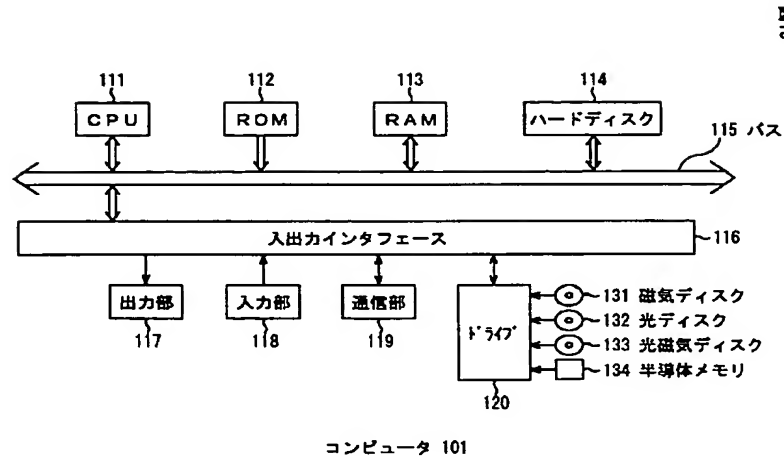 111 112 113 114
CPU ROM RAM ハードディスク
115 バス
入出力インタフェース
116
出力部 入力部 通信部 ドライブ
117 118 119 120
131 磁気ディスク
132 光ディスク
133 光磁気ディスク
134 半導体メモリ
コンピュータ 101